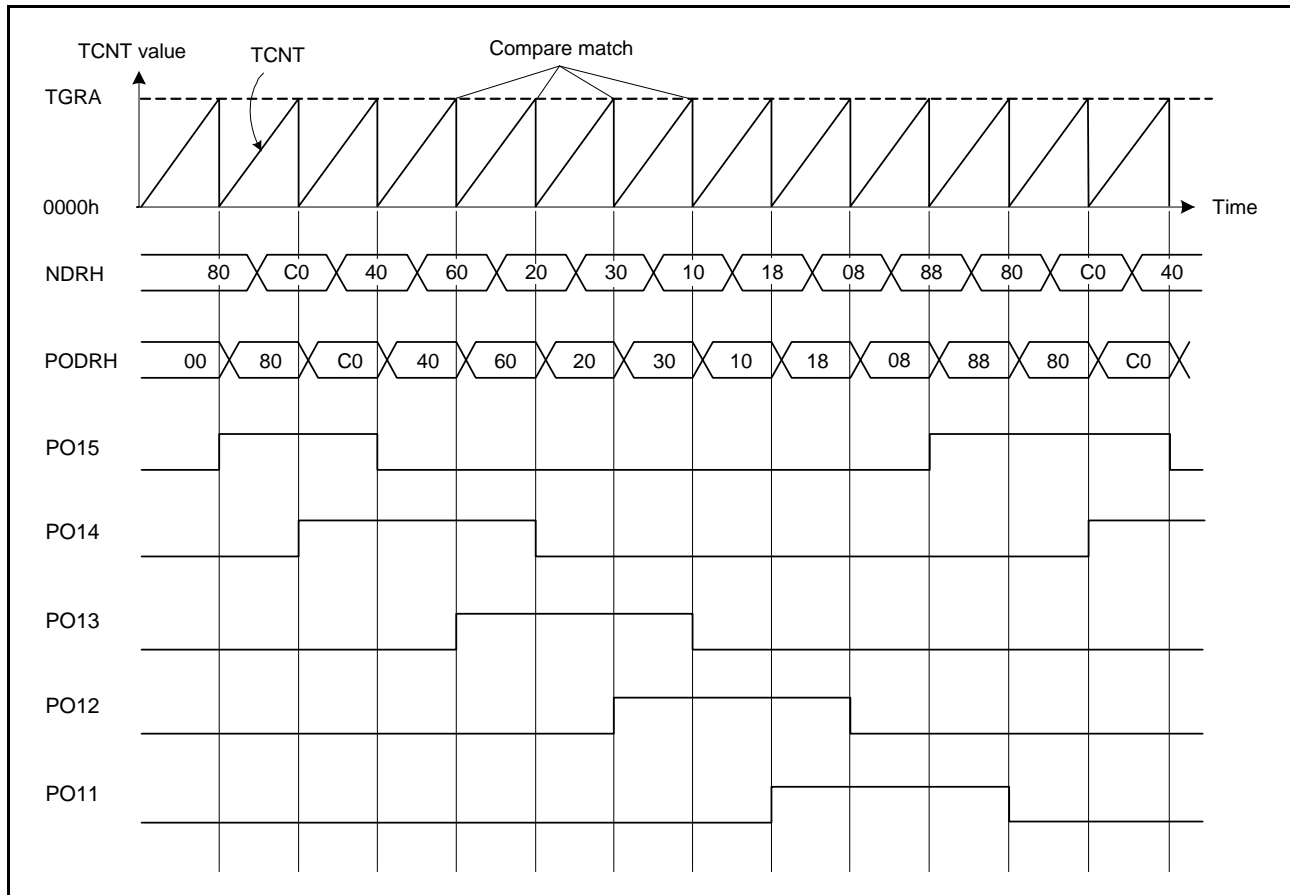 TCNT value
TCNT
Compare match
TGRA
0000h
Time
NDRH 80 C0 40 60 20 30 10 18 08 88 80 C0 40
PODRH 00 80 C0 40 60 20 30 10 18 08 88 80 C0
PO15
PO14
PO13
PO12
PO11